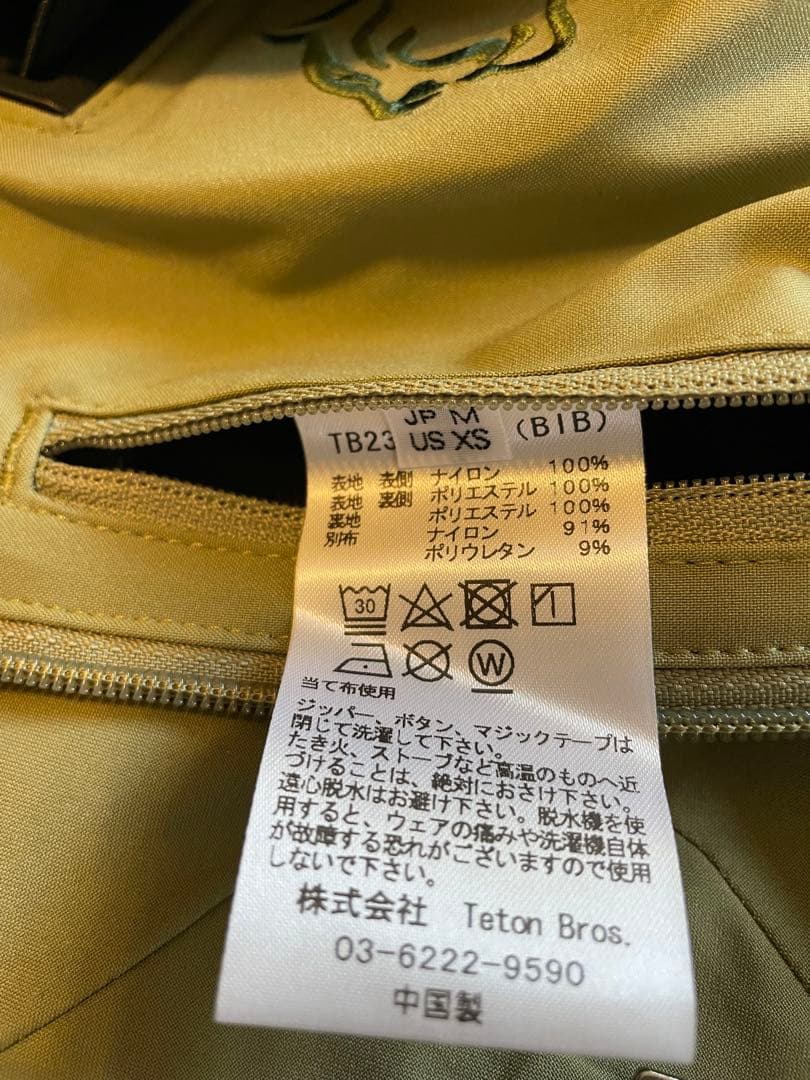 JP M
US XS
TB23 (BIB)
表地 表側 ナイロン 100%
表地 裏側 ポリエステル 100%
裏地 ポリエステル 100%
別布 ナイロン 91%
ポリウレタン 9%
30
W
当て布使用
ジッパー、ボタン、マジックテープは
閉じて洗濯して下さい。
たき火、ストーブなど高温のものへ近
づけることは、絶対におさけ下さい。
遠心脱水はお避け下さい。脱水機を使
用すると、ウェアの痛みや洗濯機自体
が故障する恐れがございますので使用
しないで下さい。
株式会社 Teton Bros.
03-6222-9590
中国製